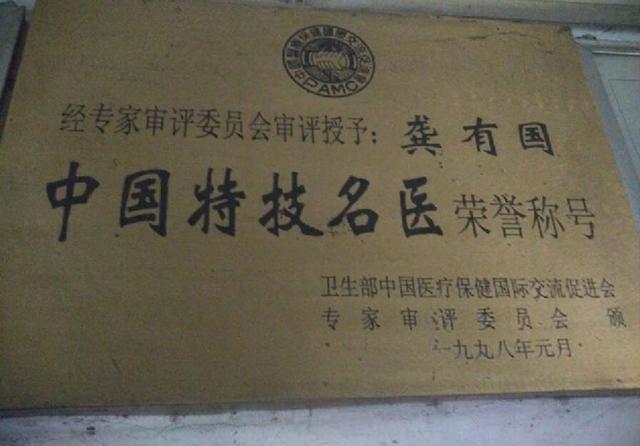 PAMC
经专家审评委员会审评授予：龚有国
中国特技名医荣誉称号
卫生部中国医疗保健国际交流促进会
专家审评委员会颁
一九九八年元月